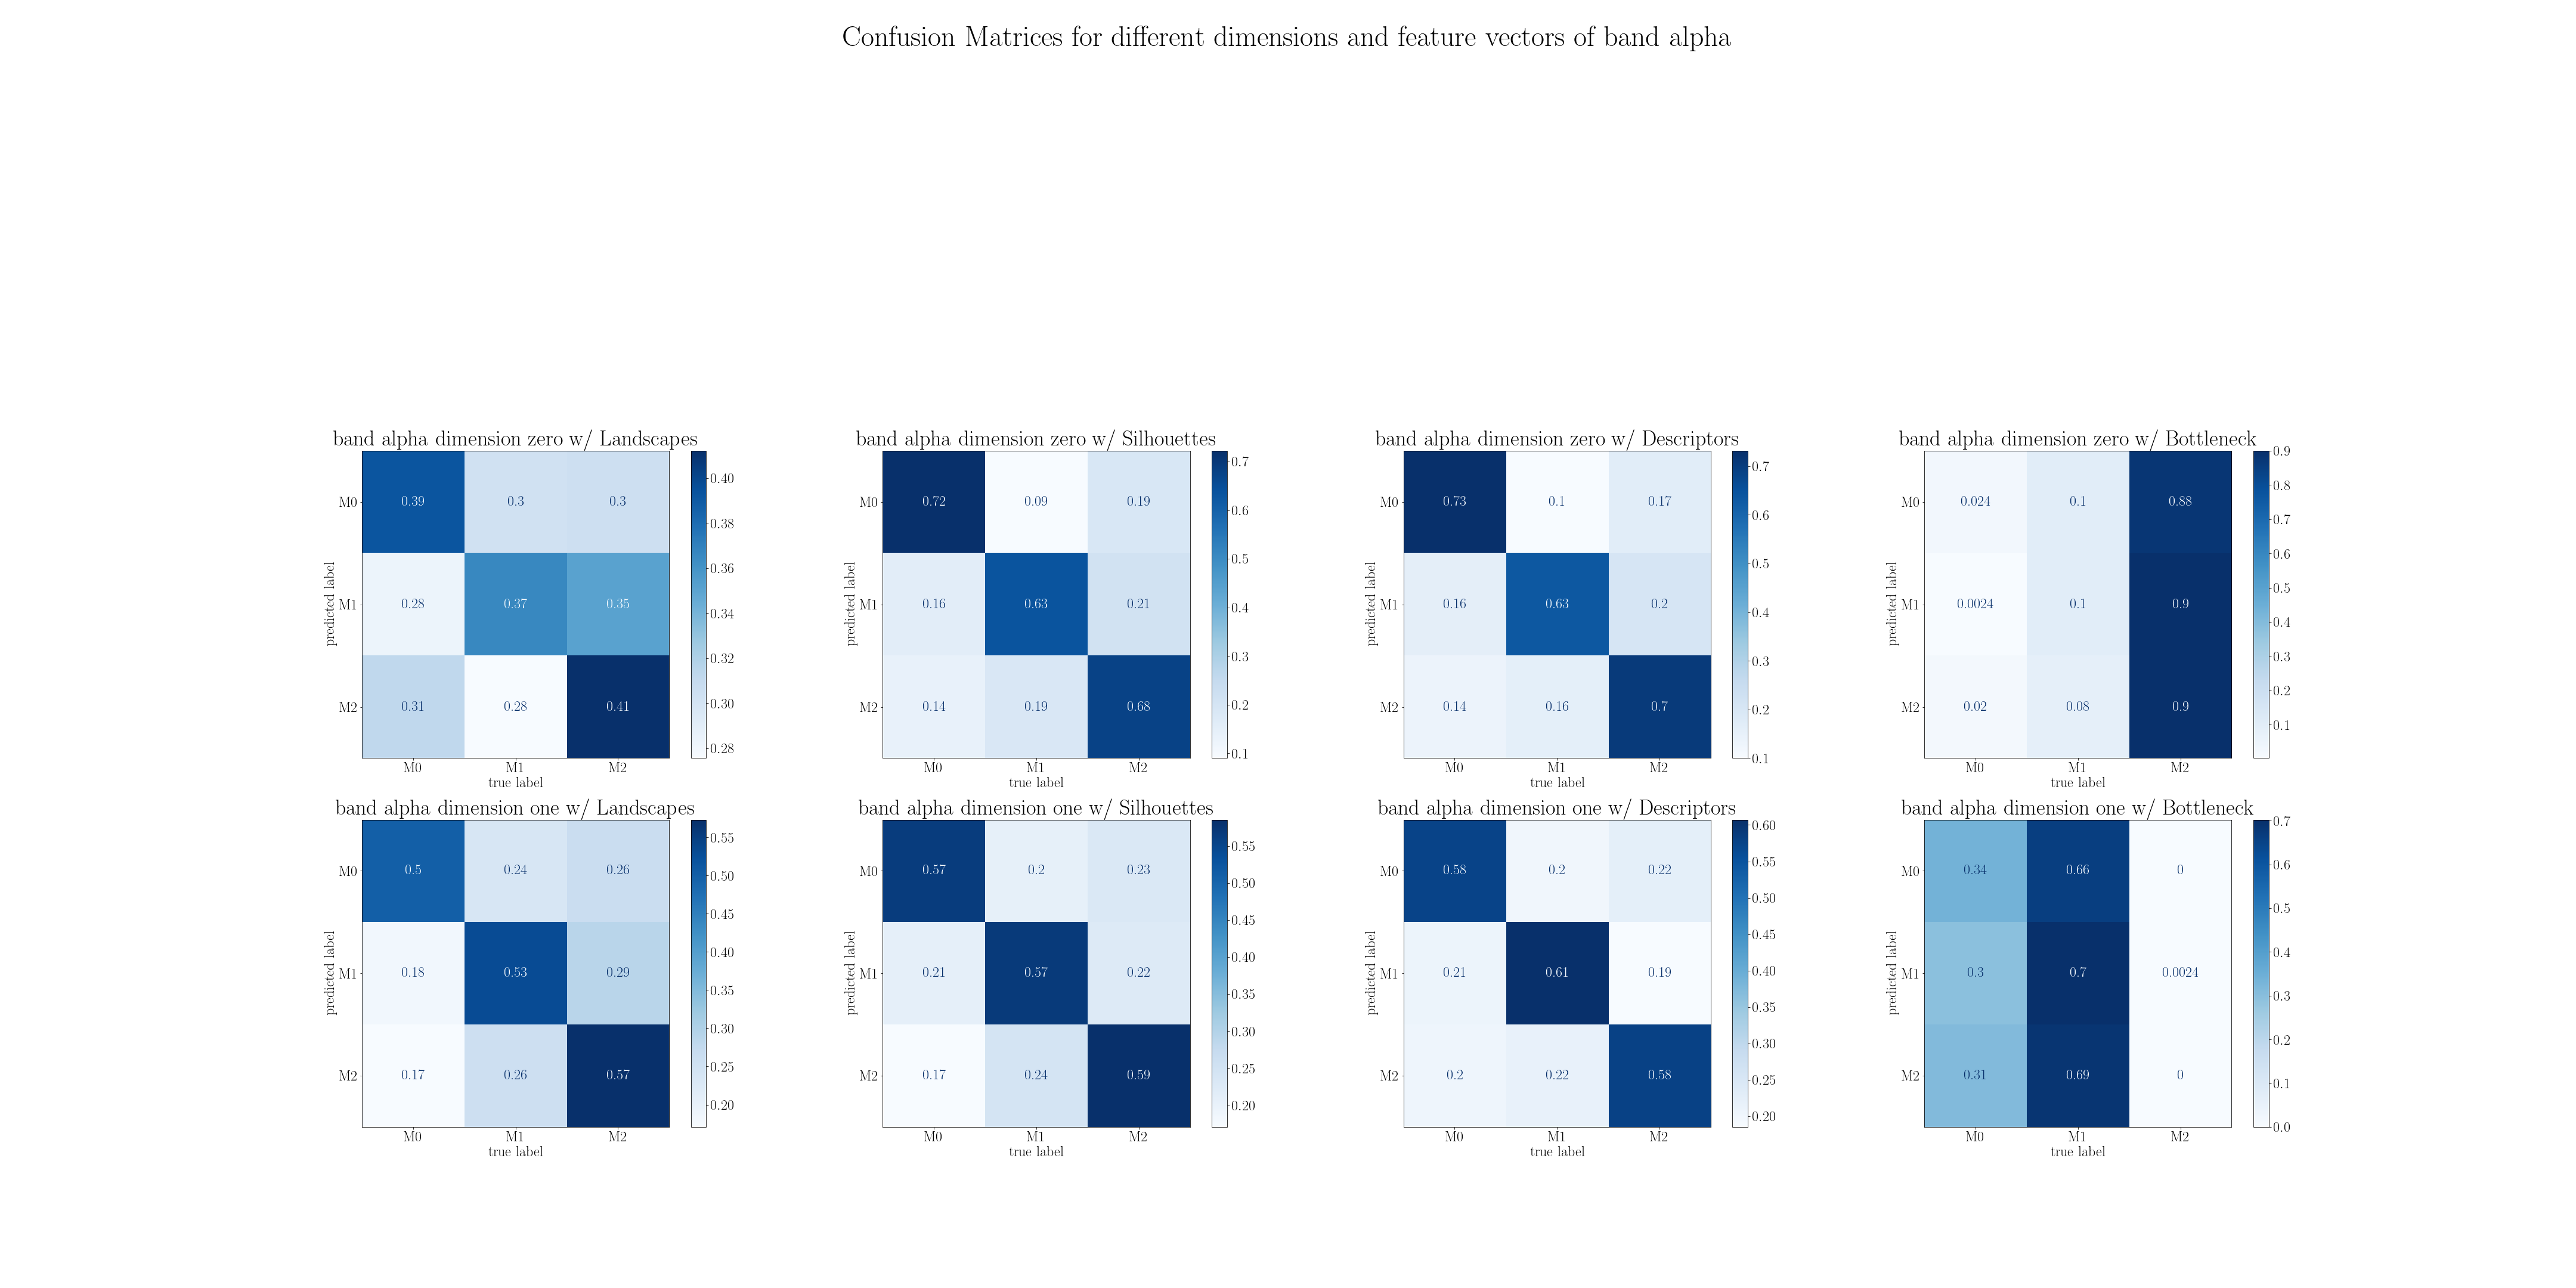 Confusion Matrices for different dimensions and feature vectors of band alpha
band alpha dimension zero w/ Landscapes
predicted label
M0 0.39 0.3 0.3
M1 0.28 0.37 0.35
M2 0.31 0.28 0.41
M0 M1 M2
true label
0.40
0.38
0.36
0.34
0.32
0.30
0.28
band alpha dimension zero w/ Silhouettes
predicted label
M0 0.72 0.09 0.19
M1 0.16 0.63 0.21
M2 0.14 0.19 0.68
M0 M1 M2
true label
0.7
0.6
0.5
0.4
0.3
0.2
0.1
band alpha dimension zero w/ Descriptors
predicted label
M0 0.73 0.1 0.17
M1 0.16 0.63 0.2
M2 0.14 0.16 0.7
M0 M1 M2
true label
0.7
0.6
0.5
0.4
0.3
0.2
0.1
band alpha dimension zero w/ Bottleneck
predicted label
M0 0.024 0.1 0.88
M1 0.0024 0.1 0.9
M2 0.02 0.08 0.9
M0 M1 M2
true label
0.9
0.8
0.7
0.6
0.5
0.4
0.3
0.2
0.1
band alpha dimension one w/ Landscapes
predicted label
M0 0.5 0.24 0.26
M1 0.18 0.53 0.29
M2 0.17 0.26 0.57
M0 M1 M2
true label
0.55
0.50
0.45
0.40
0.35
0.30
0.25
0.20
band alpha dimension one w/ Silhouettes
predicted label
M0 0.57 0.2 0.23
M1 0.21 0.57 0.22
M2 0.17 0.24 0.59
M0 M1 M2
true label
0.55
0.50
0.45
0.40
0.35
0.30
0.25
0.20
band alpha dimension one w/ Descriptors
predicted label
M0 0.58 0.2 0.22
M1 0.21 0.61 0.19
M2 0.2 0.22 0.58
M0 M1 M2
true label
0.60
0.55
0.50
0.45
0.40
0.35
0.30
0.25
0.20
band alpha dimension one w/ Bottleneck
predicted label
M0 0.34 0.66 0
M1 0.3 0.7 0.0024
M2 0.31 0.69 0
M0 M1 M2
true label
0.7
0.6
0.5
0.4
0.3
0.2
0.1
0.0